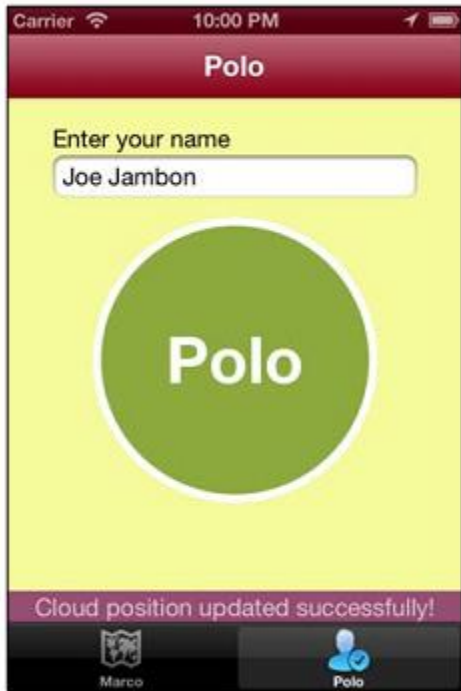 Carrier 10:00 PM
Polo
Enter your name
Joe Jambon
Polo
Cloud position updated successfully!
Marco Polo